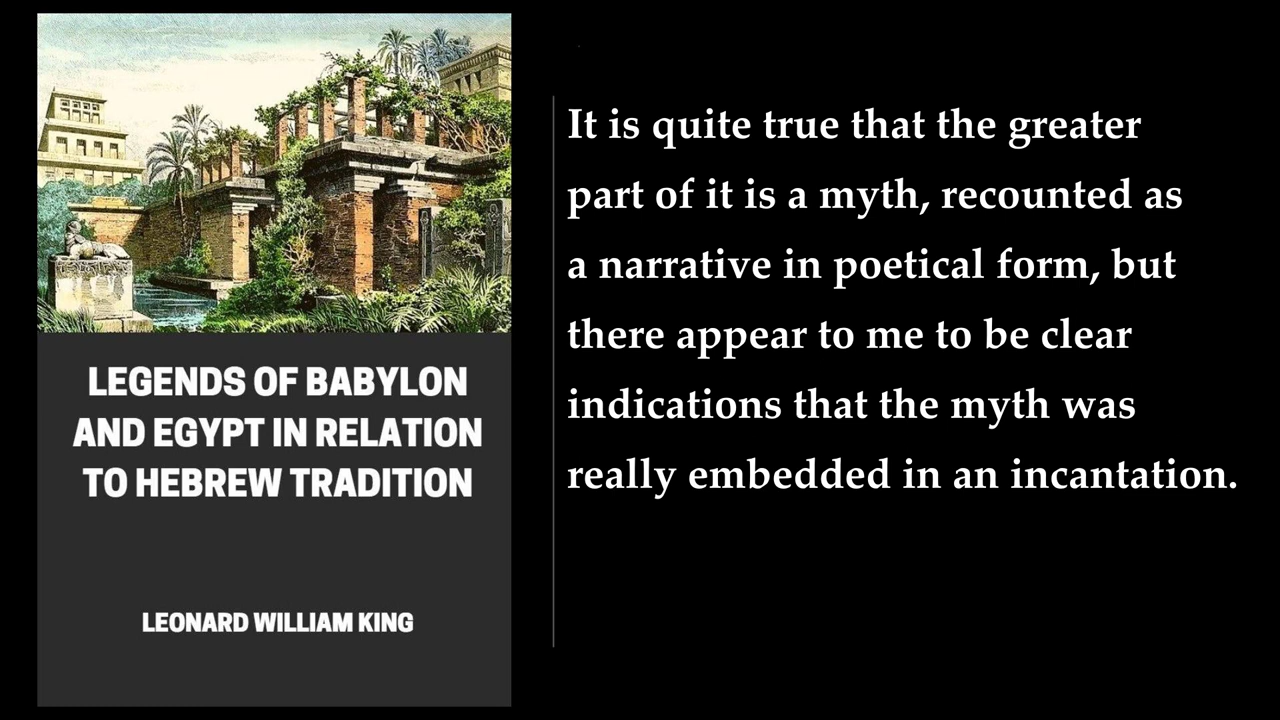 LEGENDS OF BABYLON
AND EGYPT IN RELATION
TO HEBREW TRADITION
LEONARD WILLIAM KING
It is quite true that the greater
part of it is a myth, recounted as
a narrative in poetical form, but
there appear to me to be clear
indications that the myth was
really embedded in an incantation.